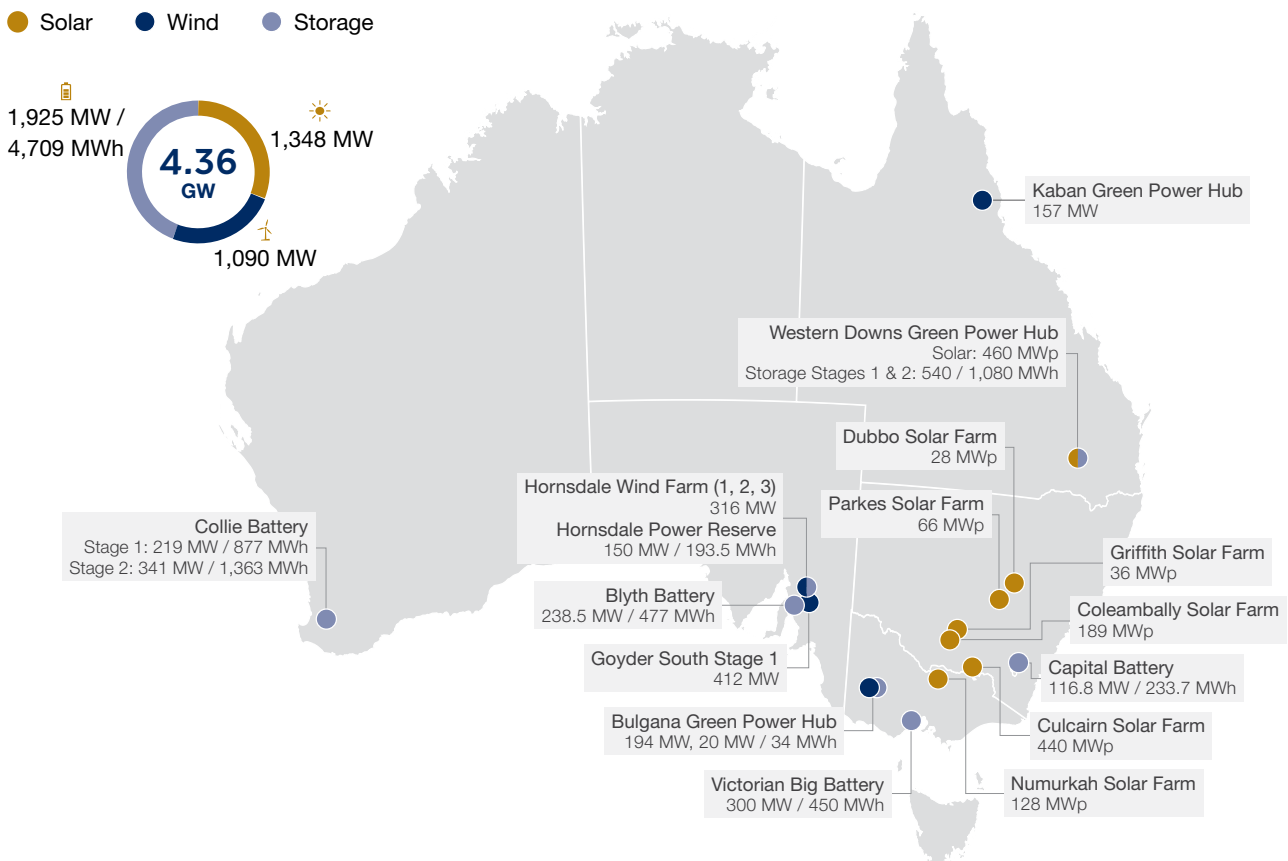 Solar
Wind
Storage
1,925 MW /
4,709 MWh
1,348 MW
4.36
GW
1,090 MW
Kaban Green Power Hub
157 MW
Western Downs Green Power Hub
Solar: 460 MWp
Storage Stages 1 & 2: 540 / 1,080 MWh
Dubbo Solar Farm
28 MWp
Hornsdale Wind Farm (1, 2, 3)
316 MW
Hornsdale Power Reserve
150 MW / 193.5 MWh
Parkes Solar Farm
66 MWp
Collie Battery
Stage 1: 219 MW / 877 MWh
Stage 2: 341 MW / 1,363 MWh
Griffith Solar Farm
36 MWp
Blyth Battery
238.5 MW / 477 MWh
Coleambally Solar Farm
189 MWp
Goyder South Stage 1
412 MW
Capital Battery
116.8 MW / 233.7 MWh
Bulgana Green Power Hub
194 MW, 20 MW / 34 MWh
Culcairn Solar Farm
440 MWp
Victorian Big Battery
300 MW / 450 MWh
Numurkah Solar Farm
128 MWp